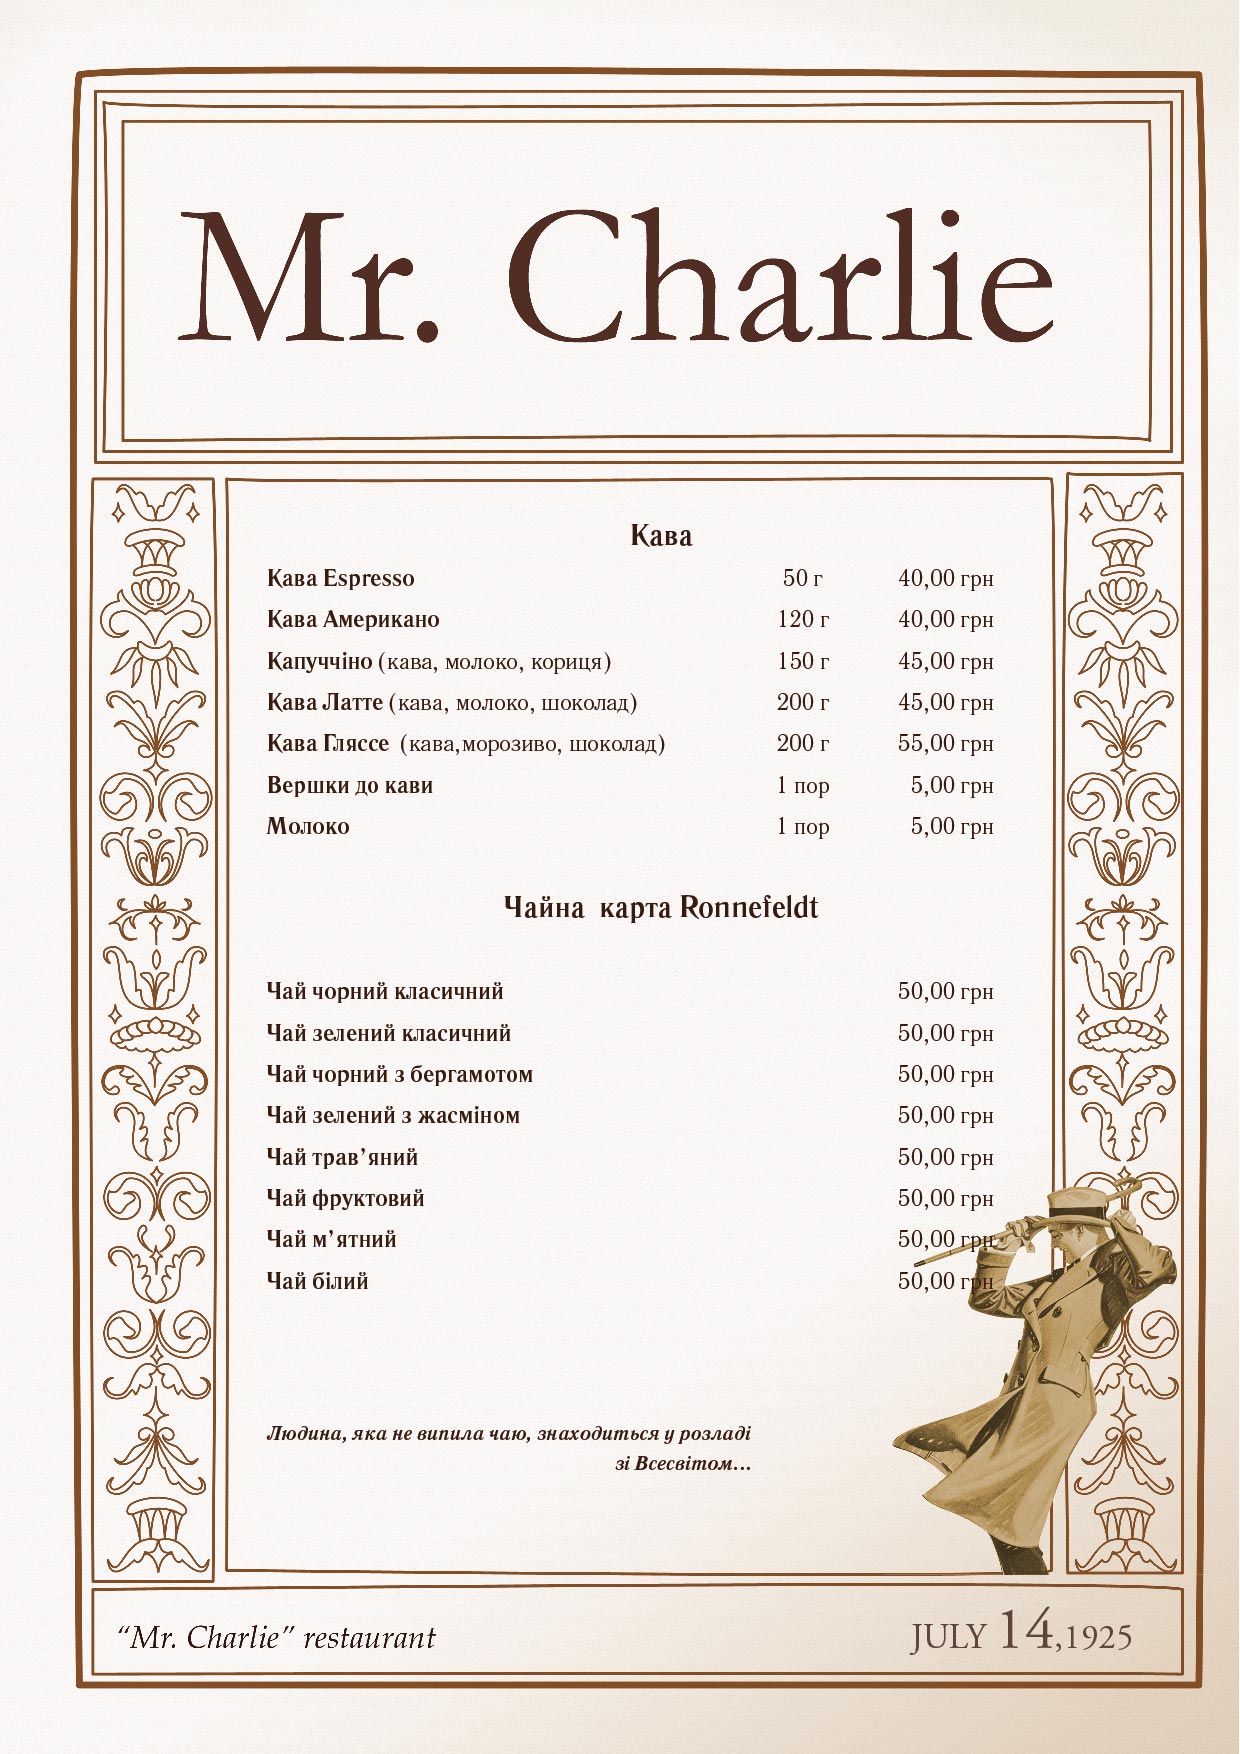 Mr. Charlie
Кава
Кава Espresso 50 г 40,00 грн
Кава Американо 120 г 40,00 грн
Капуччіно (кава, молоко, кориця) 150 г 45,00 грн
Кава Латте (кава, молоко, шоколад) 200 г 45,00 грн
Кава Гляссе (кава,морозиво, шоколад) 200 г 55,00 грн
Вершки до кави 1 пор 5,00 грн
Молоко 1 пор 5,00 грн
Чайна карта Ronnefeldt
Чай чорний класичний 50,00 грн
Чай зелений класичний 50,00 грн
Чай чорний з бергамотом 50,00 грн
Чай зелений з жасміном 50,00 грн
Чай трав’яний 50,00 грн
Чай фруктовий 50,00 грн
Чай м’ятний 50,00 грн
Чай білий 50,00 грн
Людина, яка не випила чаю, знаходиться у розладі
зі Всесвітом...
“Mr. Charlie” restaurant JULY 14,1925